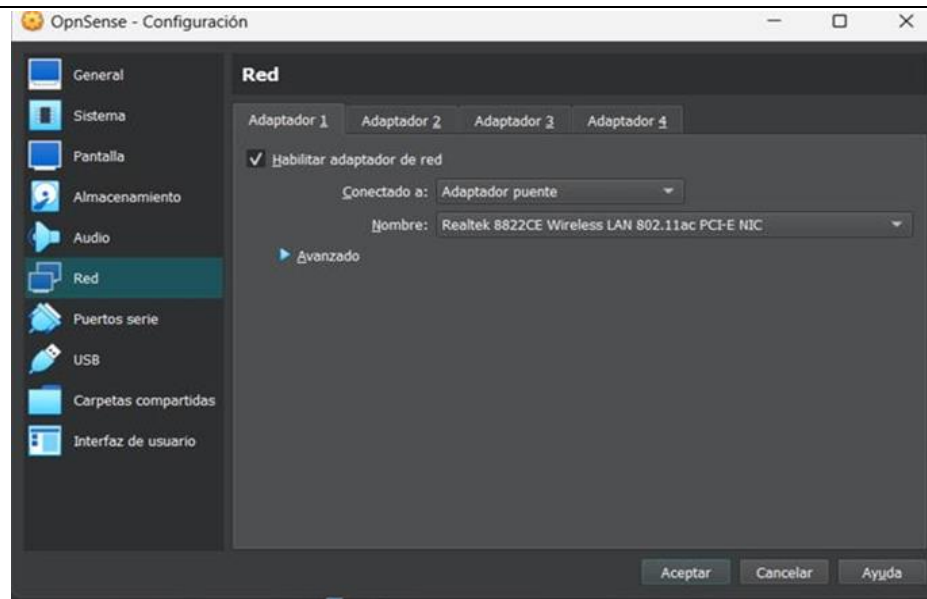 OpnSense - Configuración
General
Sistema
Pantalla
Almacenamiento
Audio
Red
Puertos serie
USB
Carpetas compartidas
Interfaz de usuario
Red
Adaptador 1 Adaptador 2 Adaptador 3 Adaptador 4
Habilitar adaptador de red
Conectado a: Adaptador puente
Nombre: Realtek 8822CE Wireless LAN 802.11ac PCI-E NIC
Avanzado
Aceptar Cancelar Ayuda